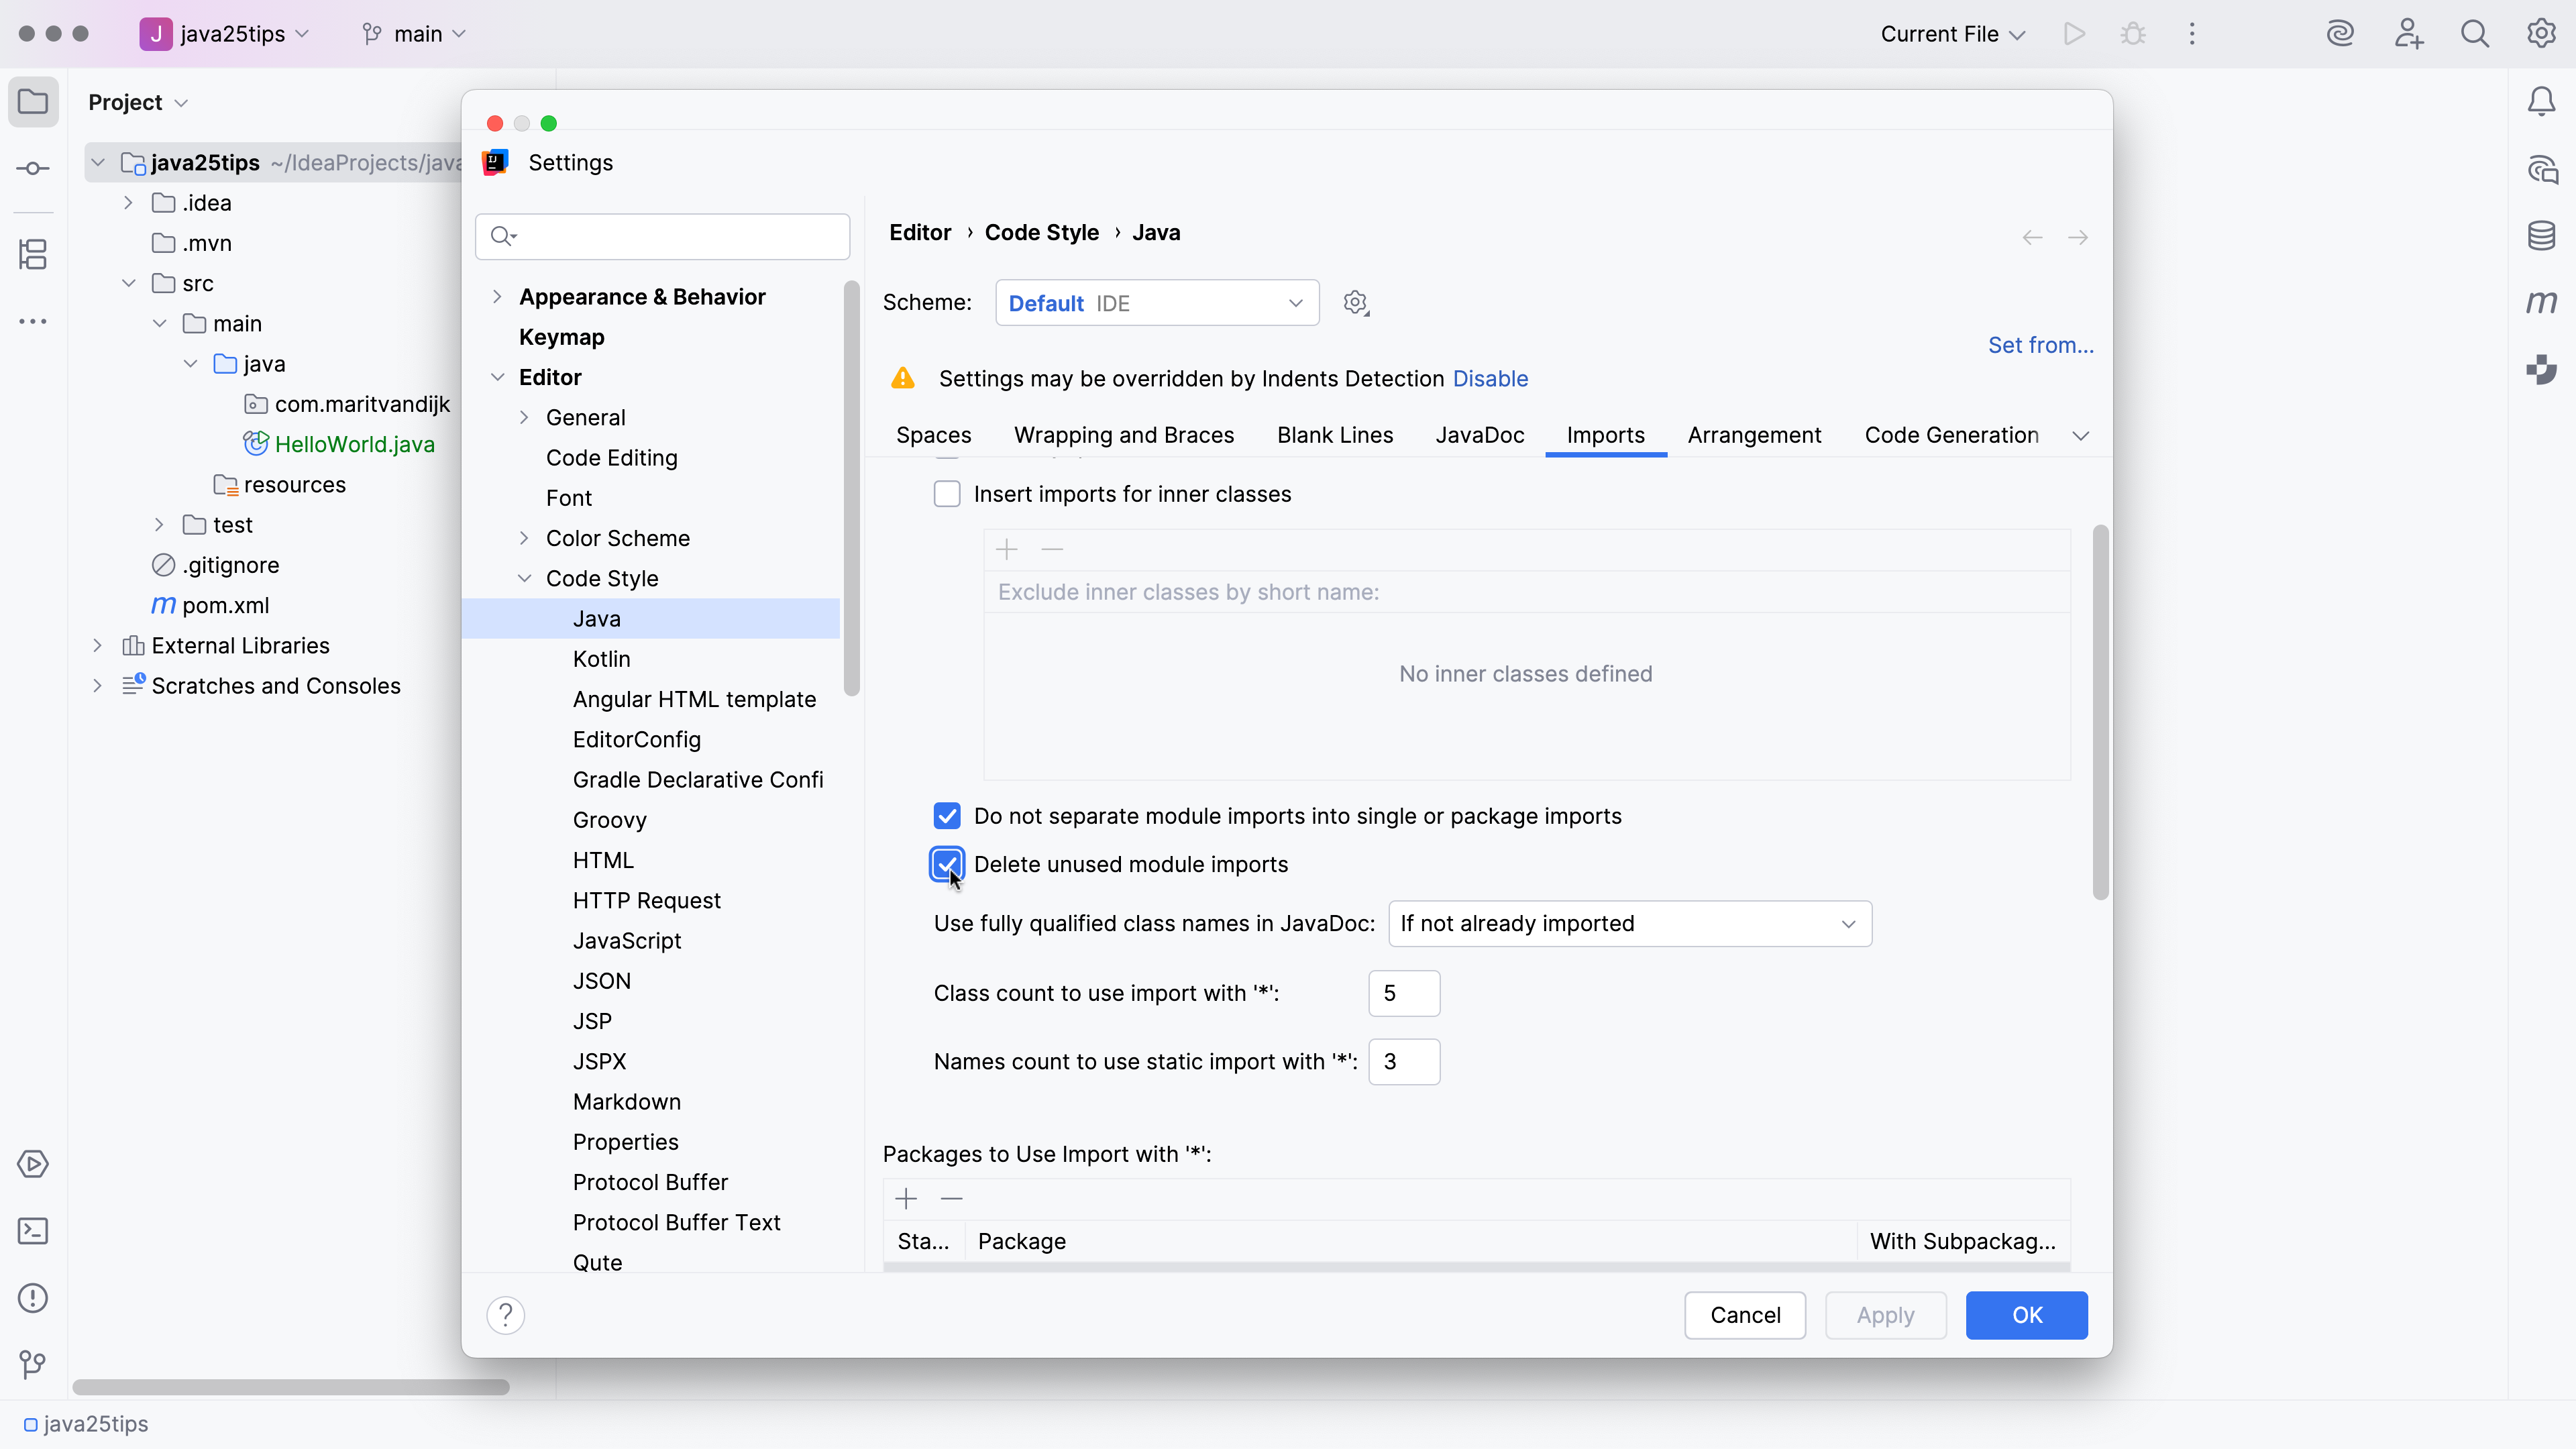 J java25tips
main
Current File
Project
java25tips ~/IdeaProjects/java
.idea
.mvn
src
main
java
com.maritvandijk
HelloWorld.java
resources
test
.gitignore
m pom.xml
External Libraries
Scratches and Consoles
java25tips
IJ Settings
Appearance & Behavior
Keymap
Editor
General
Code Editing
Font
Color Scheme
Code Style
Java
Kotlin
Angular HTML template
EditorConfig
Gradle Declarative Confi
Groovy
HTML
HTTP Request
JavaScript
JSON
JSP
JSPX
Markdown
Properties
Protocol Buffer
Protocol Buffer Text
Qute
Editor › Code Style › Java
Scheme: Default IDE
Set from...
Settings may be overridden by Indents Detection Disable
Spaces Wrapping and Braces Blank Lines JavaDoc Imports Arrangement Code Generation
Insert imports for inner classes
Exclude inner classes by short name:
No inner classes defined
Do not separate module imports into single or package imports
Delete unused module imports
Use fully qualified class names in JavaDoc: If not already imported
Class count to use import with '*': 5
Names count to use static import with '*': 3
Packages to Use Import with '*':
Sta... Package With Subpackag...
? Cancel Apply OK
m